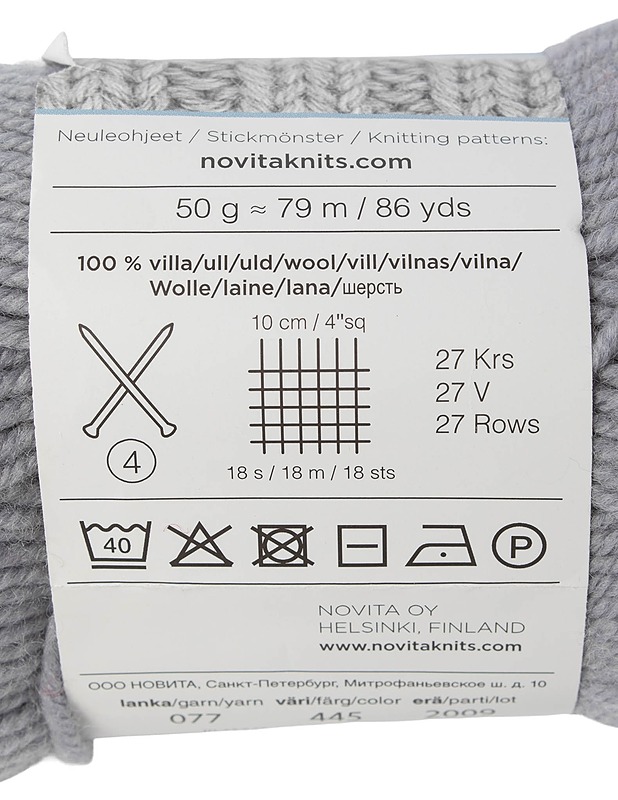 Neuleohjeet / Stickmönster / Knitting patterns:
novitaknits.com
50 g ≈ 79 m / 86 yds
100 % villa/ull/uld/wool/vill/vilnas/vilna/
Wolle/laine/lana/шерсть
10 cm / 4"sq
27 Krs
27 V
27 Rows
4
18 s / 18 m / 18 sts
40
P
NOVITA OY
HELSINKI, FINLAND
www.novitaknits.com
ООО НОВИТА, Санкт-Петербург, Митрофаньевское ш. д. 10
lanka/garn/yarn väri/färg/color erä/parti/lot
077 445 2009